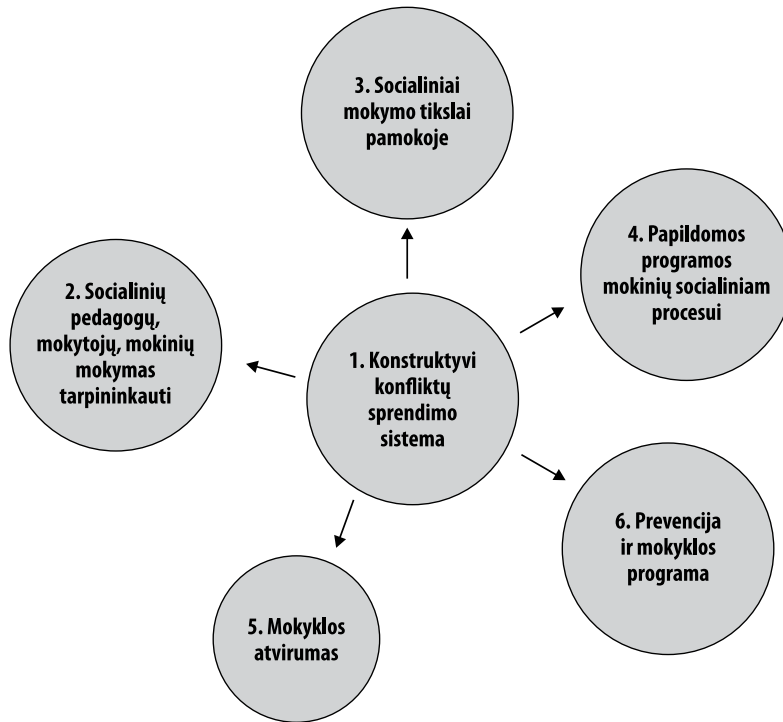 3. Socialiniai
mokymo tikslai
pamokoje
4. Papildomos
programos
mokinių socialiniam
procesui
2. Socialinių
pedagogų,
mokytojų, mokinių
mokymas
tarpininkauti
1. Konstruktyvi
konfliktų
sprendimo
sistema
6. Prevencija
ir mokyklos
programa
5. Mokyklos
atvirumas